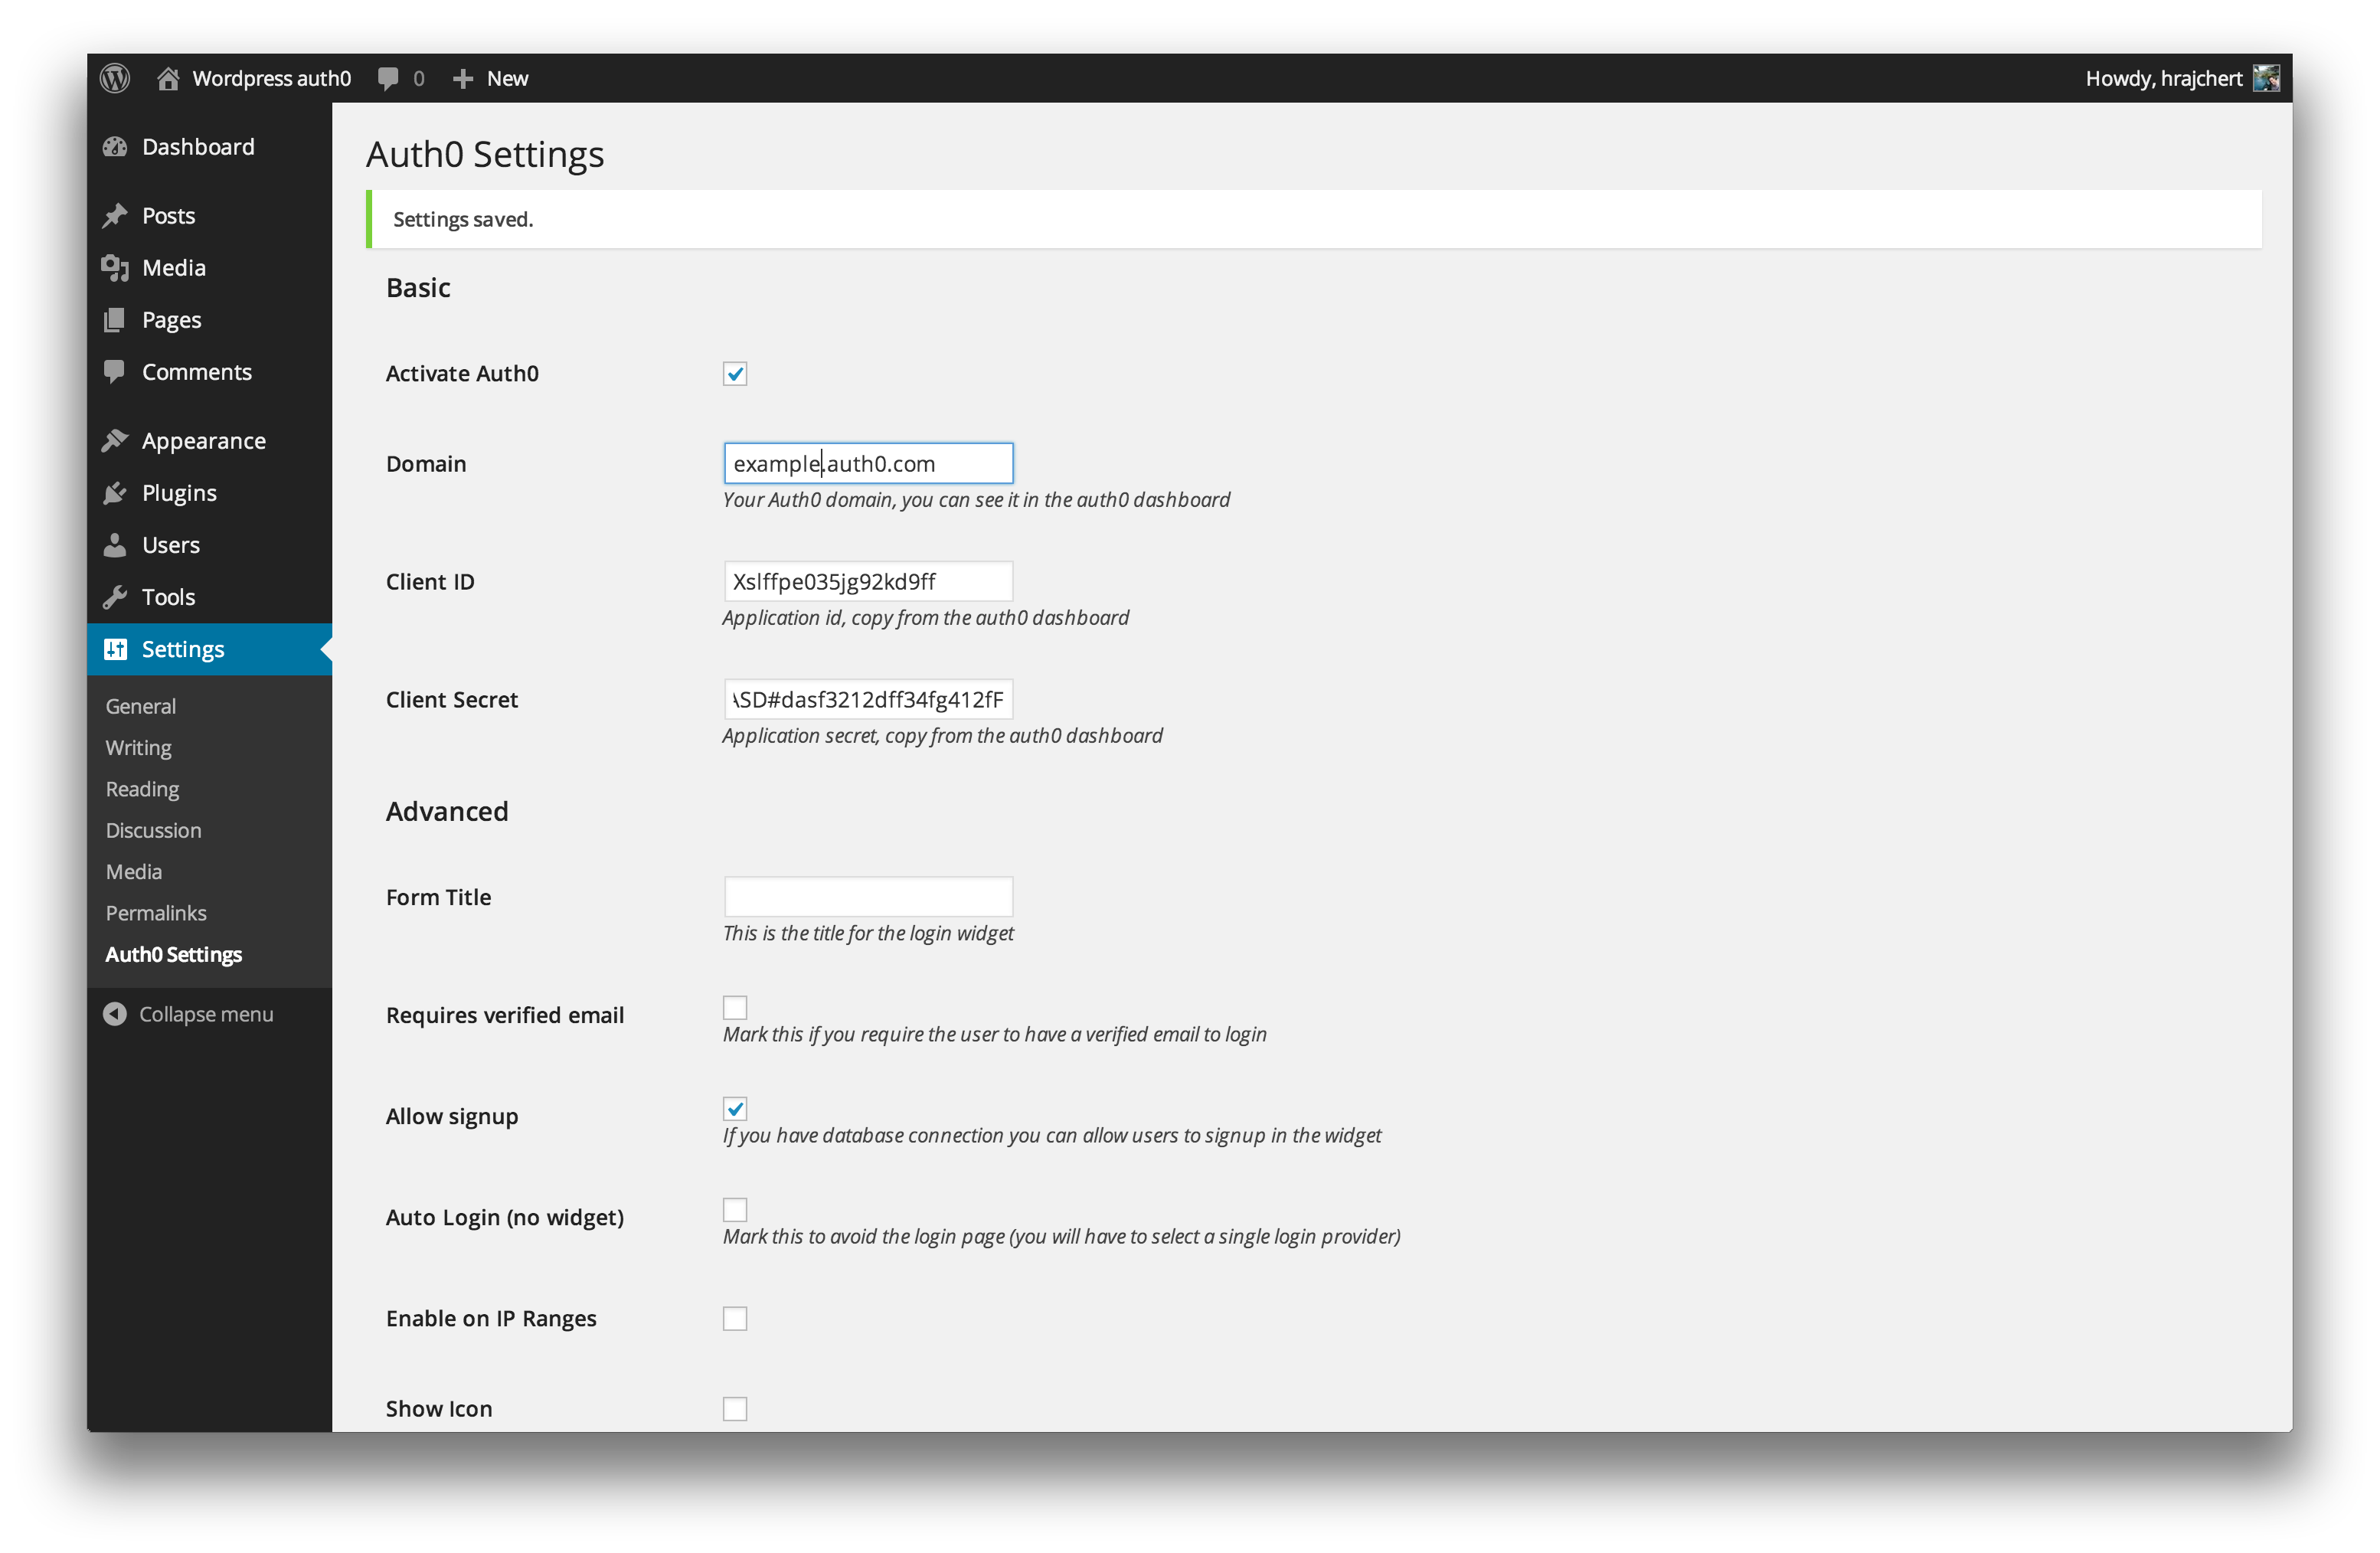 Wordpress auth0 0 New Howdy, hrajchert
Dashboard
Posts
Media
Pages
Comments
Appearance
Plugins
Users
Tools
Settings
General
Writing
Reading
Discussion
Media
Permalinks
Auth0 Settings
Collapse menu
Auth0 Settings
Settings saved.
Basic
Activate Auth0
Domain example.auth0.com
Your Auth0 domain, you can see it in the auth0 dashboard
Client ID Xslffpe035jg92kd9ff
Application id, copy from the auth0 dashboard
Client Secret ASD#dasf3212dff34fg412fF
Application secret, copy from the auth0 dashboard
Advanced
Form Title
This is the title for the login widget
Requires verified email
Mark this if you require the user to have a verified email to login
Allow signup
If you have database connection you can allow users to signup in the widget
Auto Login (no widget)
Mark this to avoid the login page (you will have to select a single login provider)
Enable on IP Ranges
Show Icon